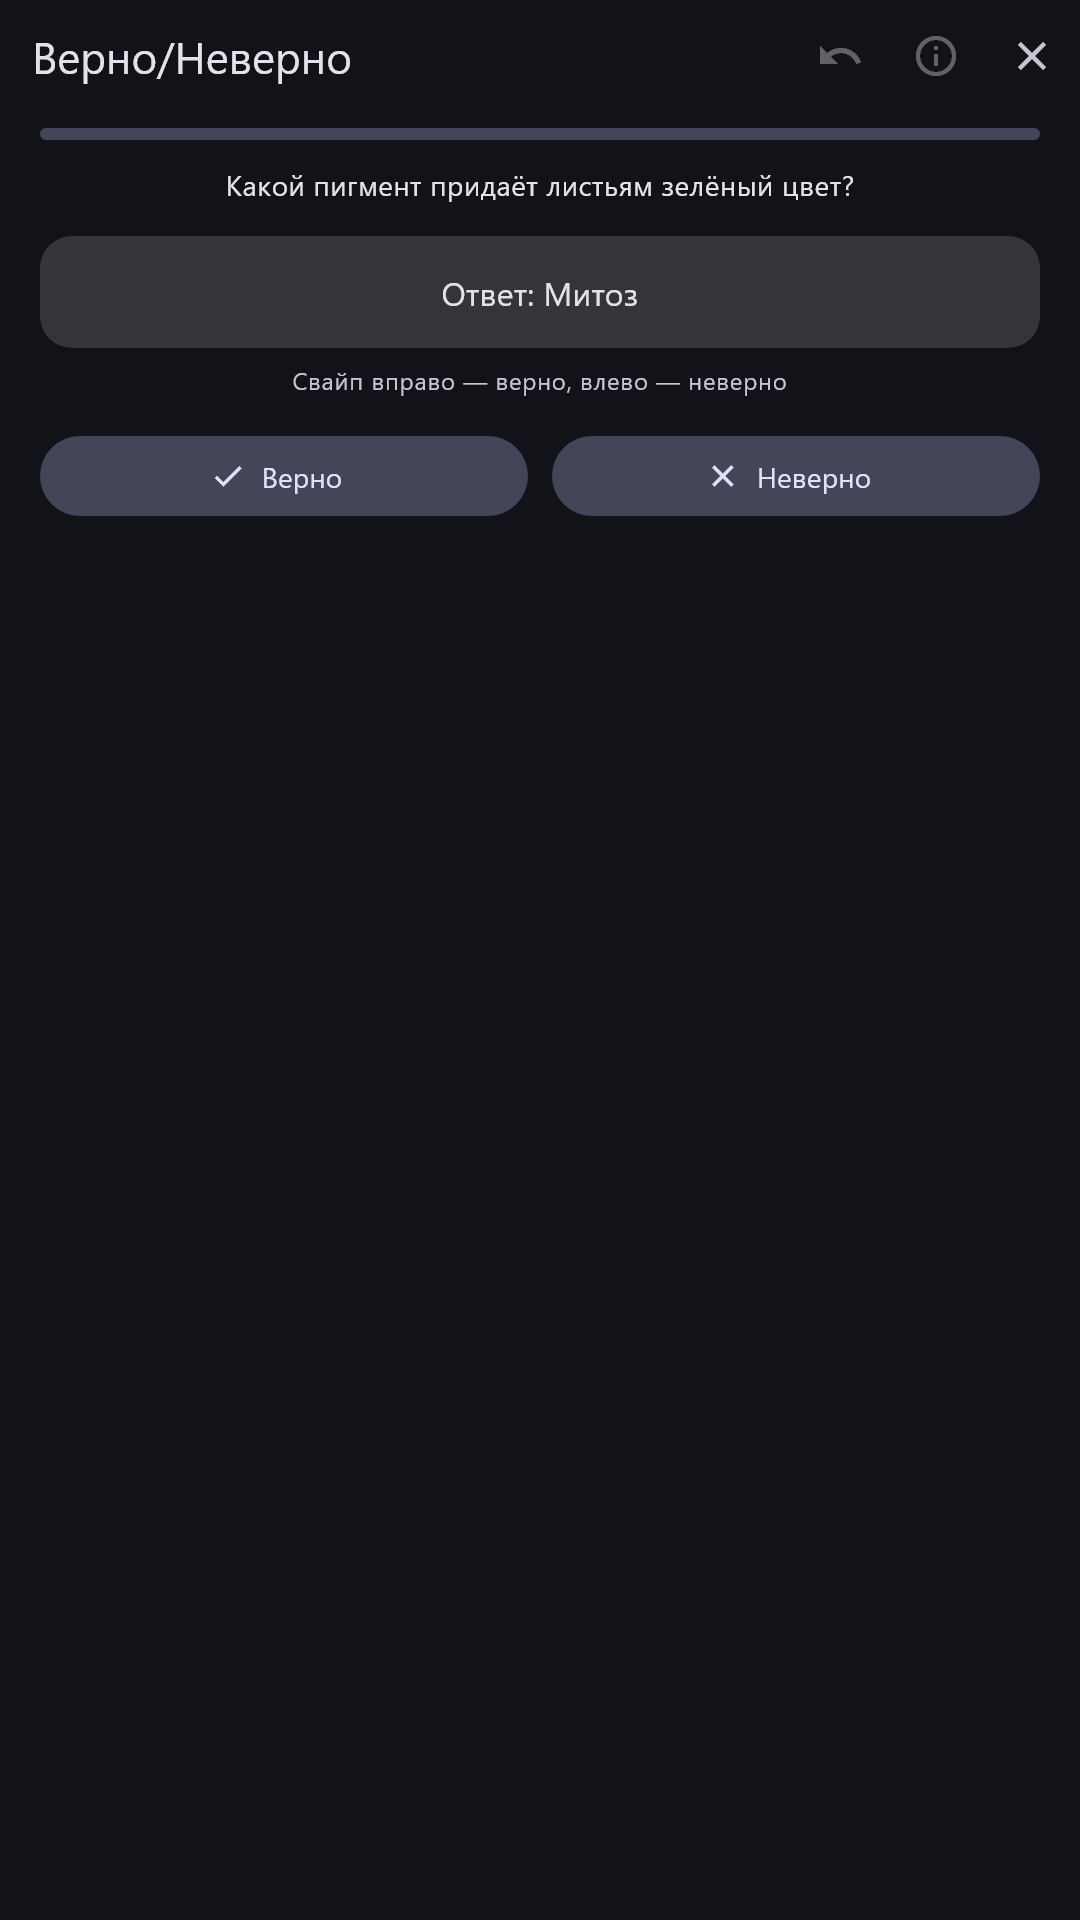 Верно/Неверно
Какой пигмент придаёт листьям зелёный цвет?
Ответ: Митоз
Свайп вправо — верно, влево — неверно
Верно
Неверно